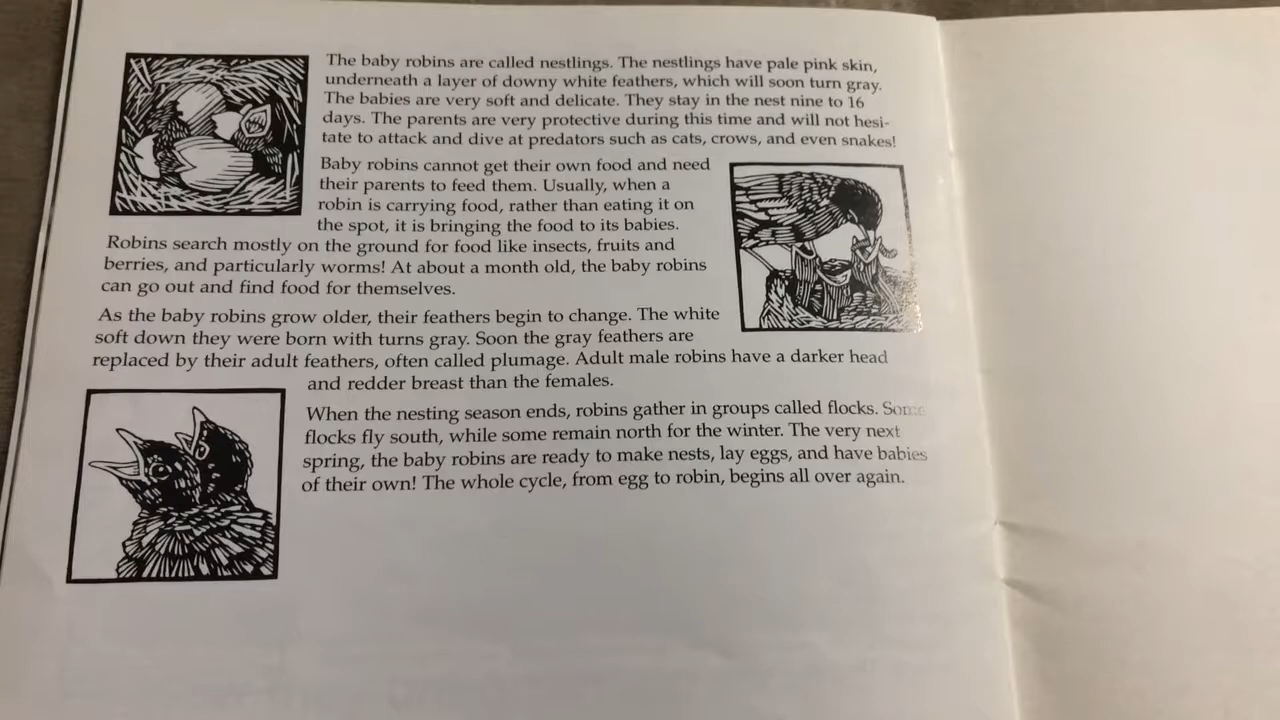 The baby robins are called nestlings. The nestlings have pale pink skin,
underneath a layer of downy white feathers, which will soon turn gray.
The babies are very soft and delicate. They stay in the nest nine to 16
days. The parents are very protective during this time and will not hesi-
tate to attack and dive at predators such as cats, crows, and even snakes!
Baby robins cannot get their own food and need
their parents to feed them. Usually, when a
robin is carrying food, rather than eating it on
the spot, it is bringing the food to its babies.
Robins search mostly on the ground for food like insects, fruits and
berries, and particularly worms! At about a month old, the baby robins
can go out and find food for themselves.
As the baby robins grow older, their feathers begin to change. The white
soft down they were born with turns gray. Soon the gray feathers are
replaced by their adult feathers, often called plumage. Adult male robins have a darker head
and redder breast than the females.
When the nesting season ends, robins gather in groups called flocks. Some
flocks fly south, while some remain north for the winter. The very next
spring, the baby robins are ready to make nests, lay eggs, and have babies
of their own! The whole cycle, from egg to robin, begins all over again.